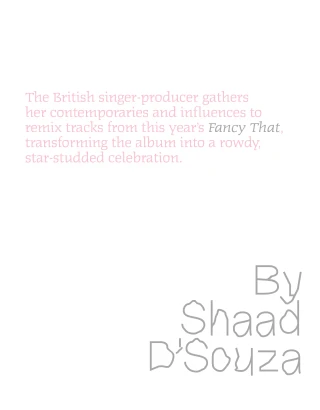 The British singer-producer gathers
her contemporaries and influences to
remix tracks from this year's Fancy That,
transforming the album into a rowdy,
star-studded celebration.
By
Shaad
D'Souza